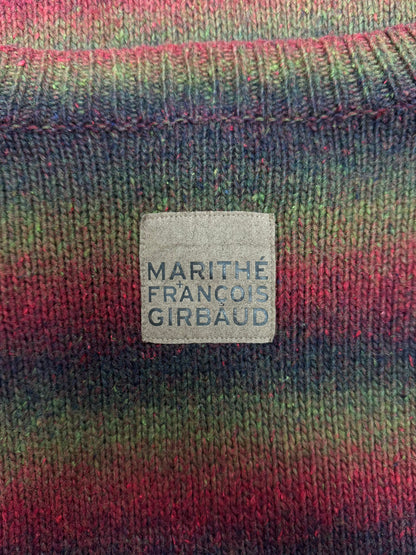 MARITHÉ
+
FRANÇOIS
GIRBAUD